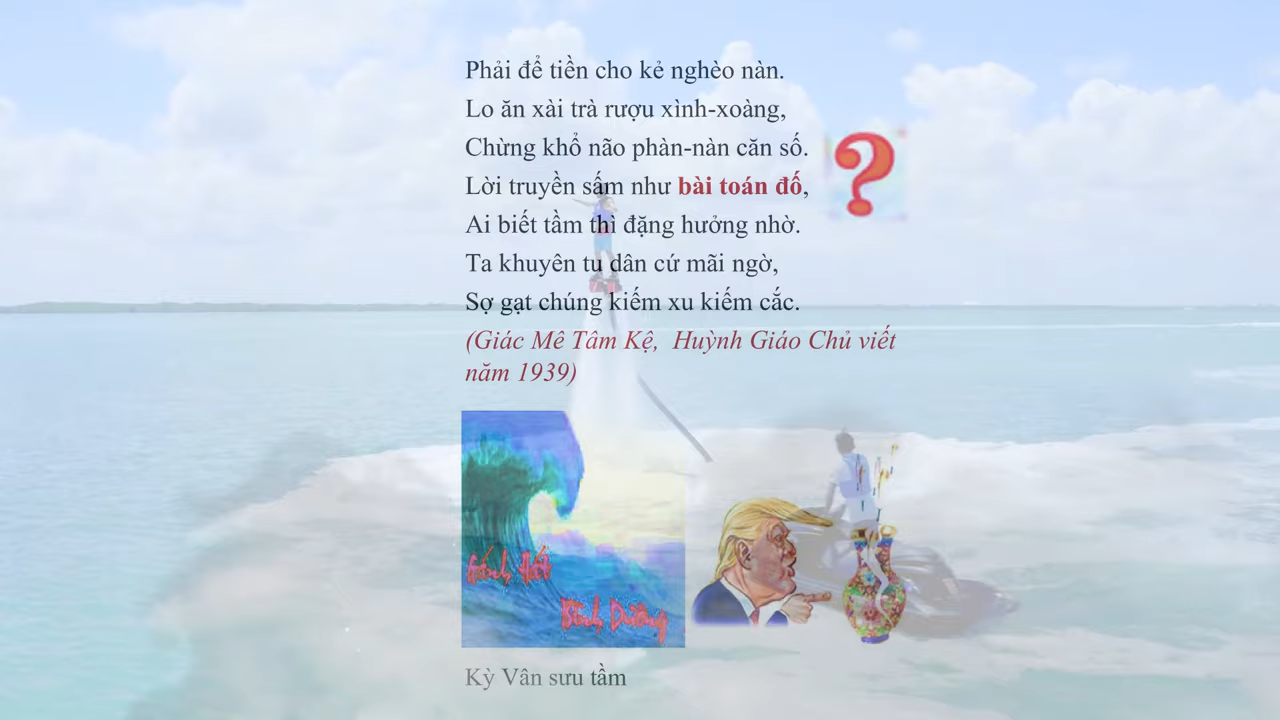 Phải để tiền cho kẻ nghèo nàn.
Lo ăn xài trà rượu xình-xoàng,
Chừng khổ não phàn-nàn căn số.
?
Lời truyền sấm như bài toán đố,
Ai biết tầm thì đặng hưởng nhờ.
Ta khuyên tu dân cứ mãi ngờ,
Sợ gạt chúng kiếm xu kiếm cắc.
(Giác Mê Tâm Kệ, Huỳnh Giáo Chủ viết
năm 1939)
Bình Dưỡng
Kỳ Vân sưu tầm